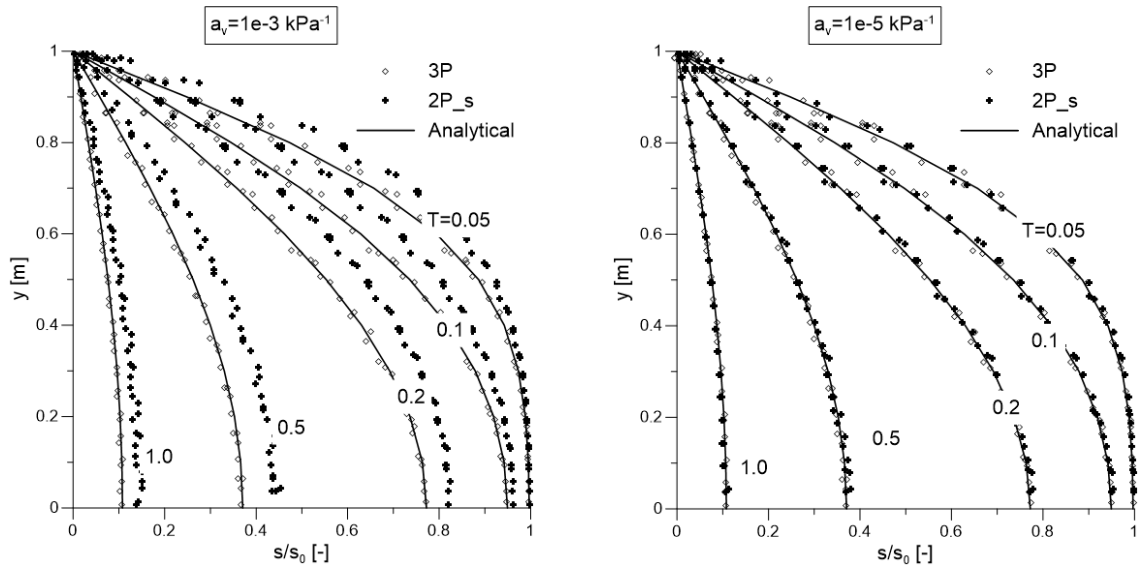 a_v=1e-3 kPa⁻¹
1
0.8
0.6
0.4
0.2
0
y [m]
3P
2P_s
Analytical
T=0.05
0.1
0.2
0.5
1.0
0 0.2 0.4 0.6 0.8 1
s/s₀ [-]
a_v=1e-5 kPa⁻¹
1
0.8
0.6
0.4
0.2
0
y [m]
3P
2P_s
Analytical
T=0.05
0.1
0.2
0.5
1.0
0 0.2 0.4 0.6 0.8 1
s/s₀ [-]